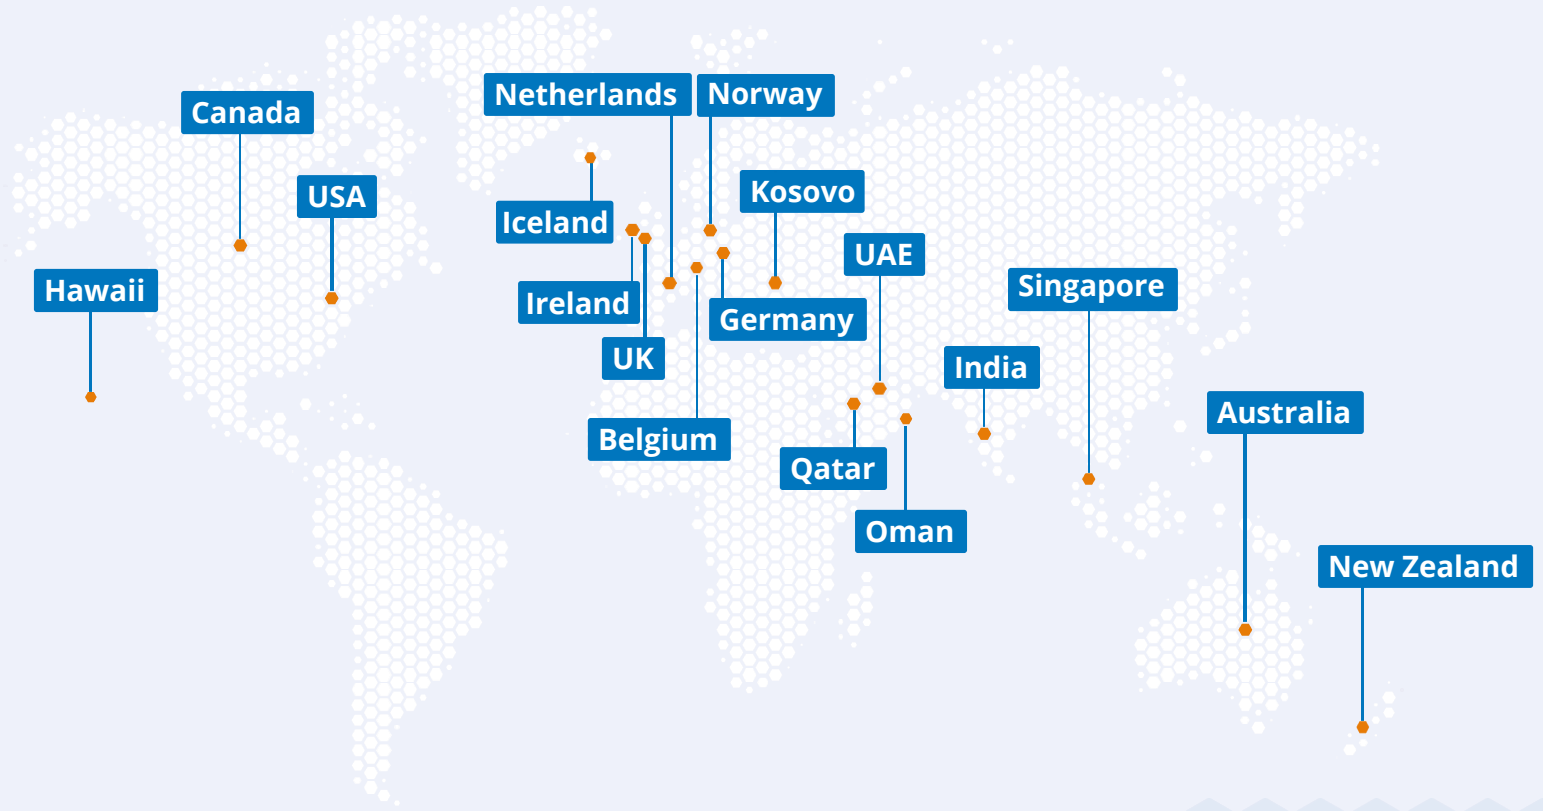 Netherlands
Norway
Canada
Kosovo
USA
Iceland
UAE
Singapore
Hawaii
Ireland
Germany
UK
India
Australia
Belgium
Qatar
Oman
New Zealand